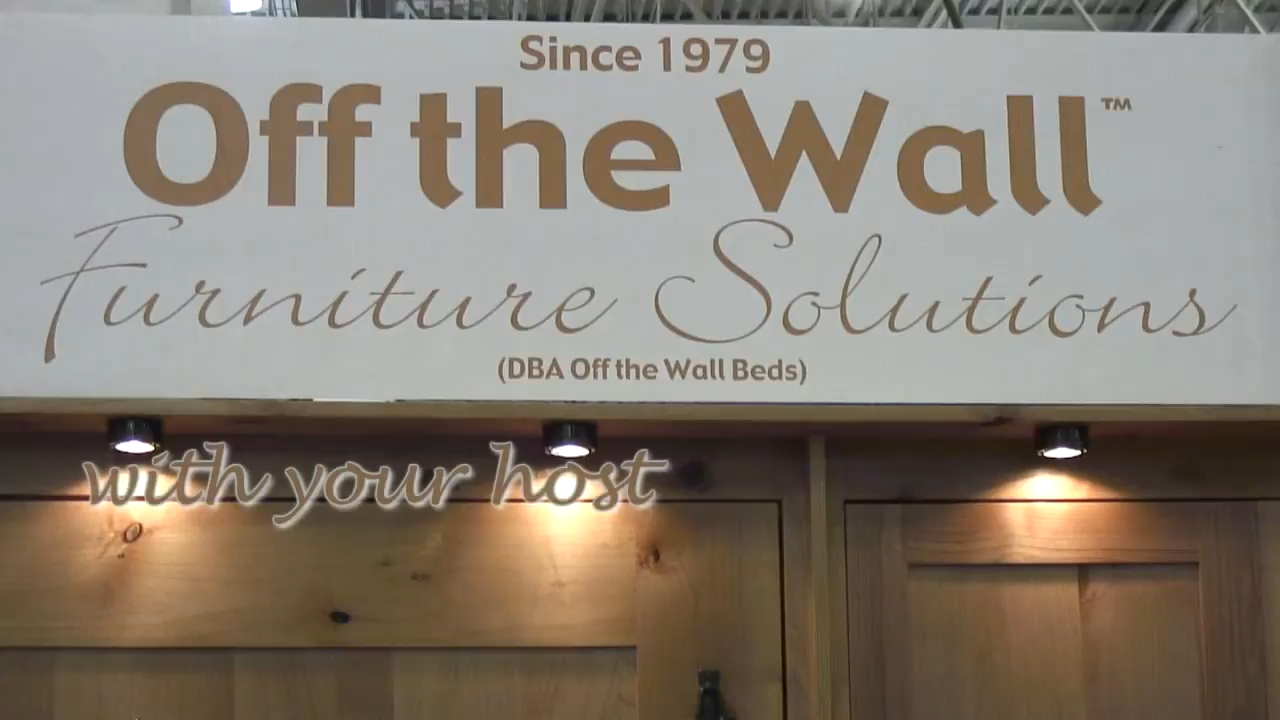 Since 1979
Off the Wall™
Furniture Solutions
(DBA Off the Wall Beds)
with your host